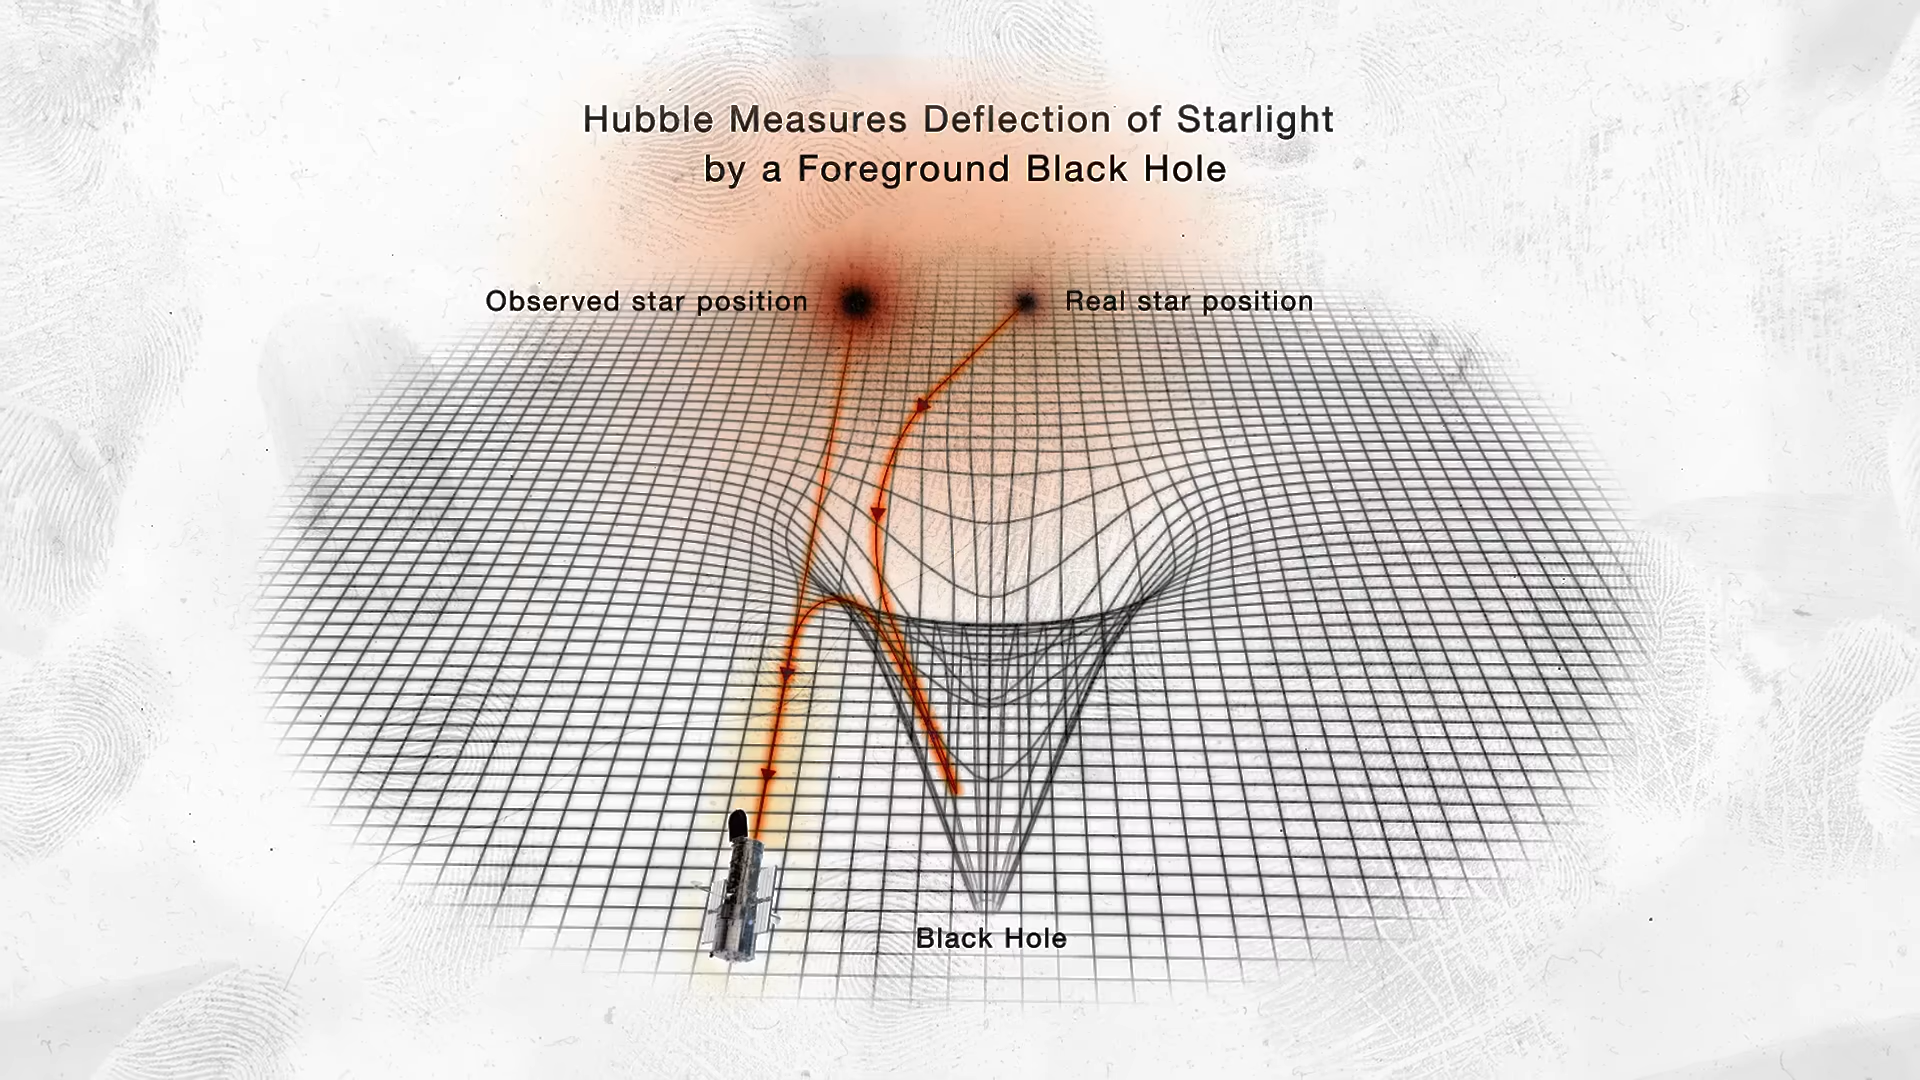 Hubble Measures Deflection of Starlight
by a Foreground Black Hole
Observed star position
Real star position
Black Hole